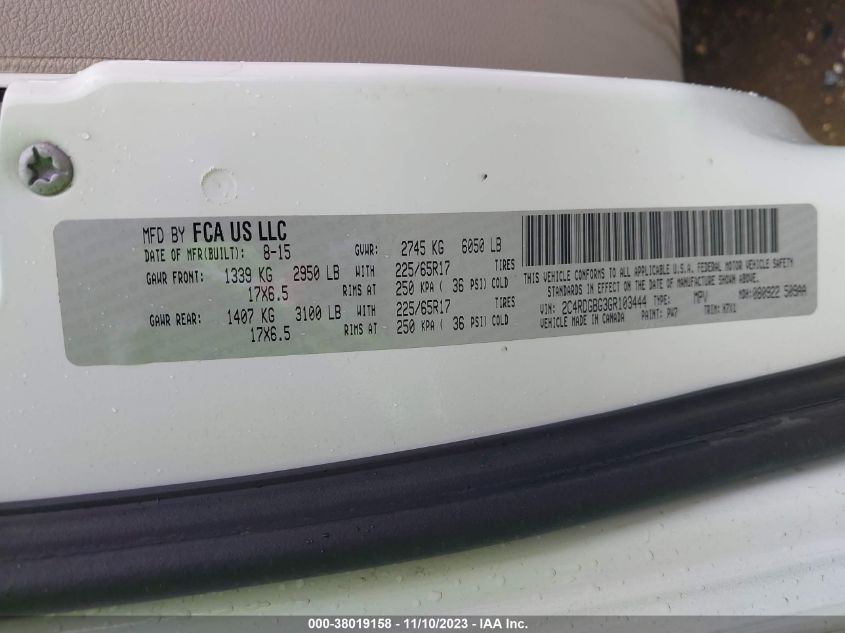 MFD BY FCA US LLC
DATE OF MFR(BUILT): 8-15 GVWR: 2745 KG 6050 LB
GAWR FRONT: 1339 KG 2950 LB WITH 225/65R17 TIRES
17X6.5 RIMS AT 250 KPA ( 36 PSI) COLD
GAWR REAR: 1407 KG 3100 LB WITH 225/65R17 TIRES
17X6.5 RIMS AT 250 KPA ( 36 PSI) COLD
THIS VEHICLE CONFORMS TO ALL APPLICABLE U.S.A. FEDERAL MOTOR VEHICLE SAFETY
STANDARDS IN EFFECT ON THE DATE OF MANUFACTURE SHOWN ABOVE.
VIN: 2C4RDGBG3GR103444 TYPE: MPV MDH: 080922 509AA
VEHICLE MADE IN CANADA PAINT: PW7 TRIM:
000-38019158 - 11/10/2023 - IAA Inc.